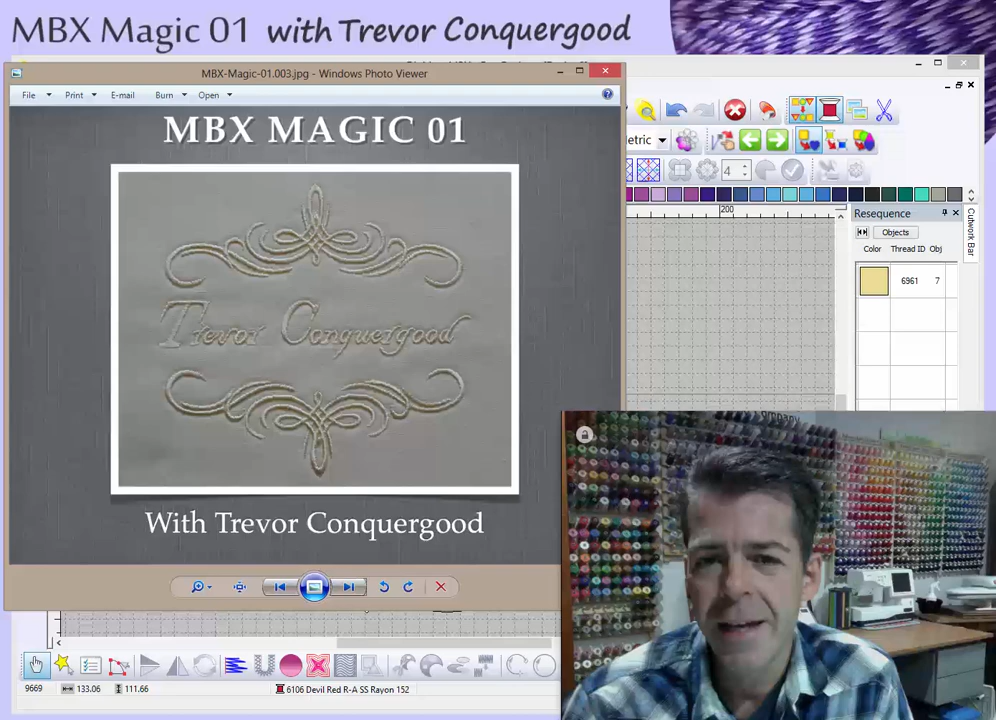 MBX Magic 01 with Trevor Conquergood
MBX-Magic-01.003.jpg - Windows Photo Viewer
File Print E-mail Burn Open
MBX MAGIC 01
Trevor Conquergood
With Trevor Conquergood
4
200
Resequence
Objects
Color Thread ID Obj
6961 7
Cutwork Bar
9669 133.06 111.66 6106 Devil Red R-A SS Rayon 152